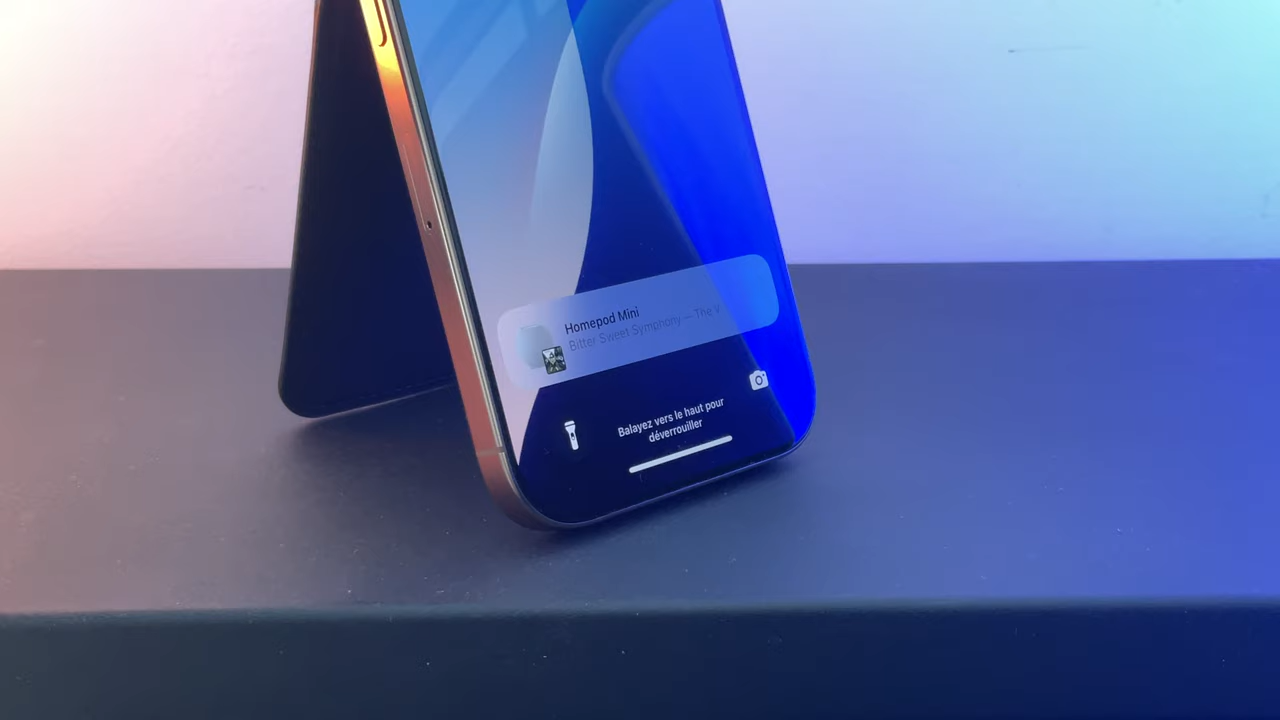 Homepod Mini
Bitter Sweet Symphony — The v
Balayez vers le haut pour
déverrouiller